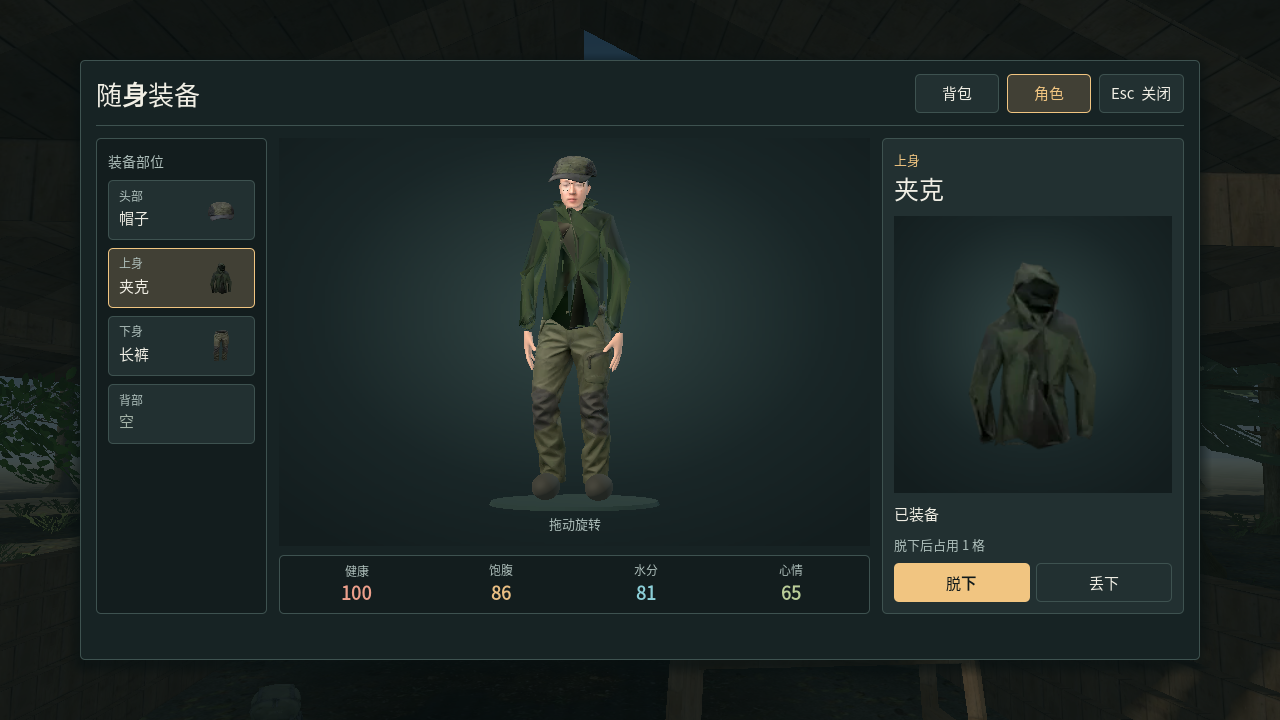 随身装备
背包
角色
Esc 关闭
装备部位
头部
帽子
上身
夹克
下身
长裤
背部
空
拖动旋转
健康
饱腹
水分
心情
100
86
81
65
上身
夹克
已装备
脱下后占用 1 格
脱下
丢下